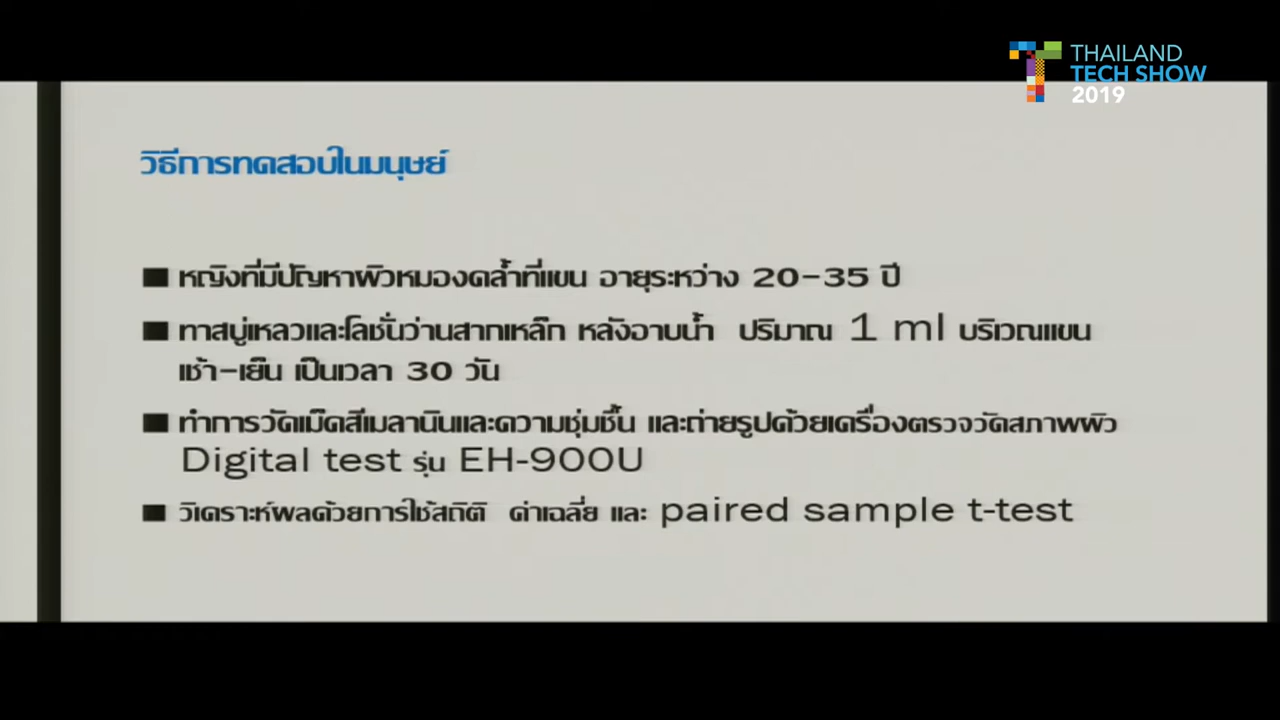 THAILAND
TECH SHOW
2019
วิธีการทดสอบในมนุษย์
■ หญิงที่มีปัญหาผิวหมองคล้ำที่แขน อายุระหว่าง 20-35 ปี
■ ทาสบู่เหลวและโลชั่นว่านสากเหล็ก หลังอาบน้ำ ปริมาณ 1 ml บริเวณแขน
เช้า-เย็น เป็นเวลา 30 วัน
■ ทำการวัดเม็ดสีเมลานินและความชุ่มชื้น และถ่ายรูปด้วยเครื่องตรวจวัดสภาพผิว
Digital test รุ่น EH-900U
■ วิเคราะห์ผลด้วยการใช้สถิติ ค่าเฉลี่ย และ paired sample t-test